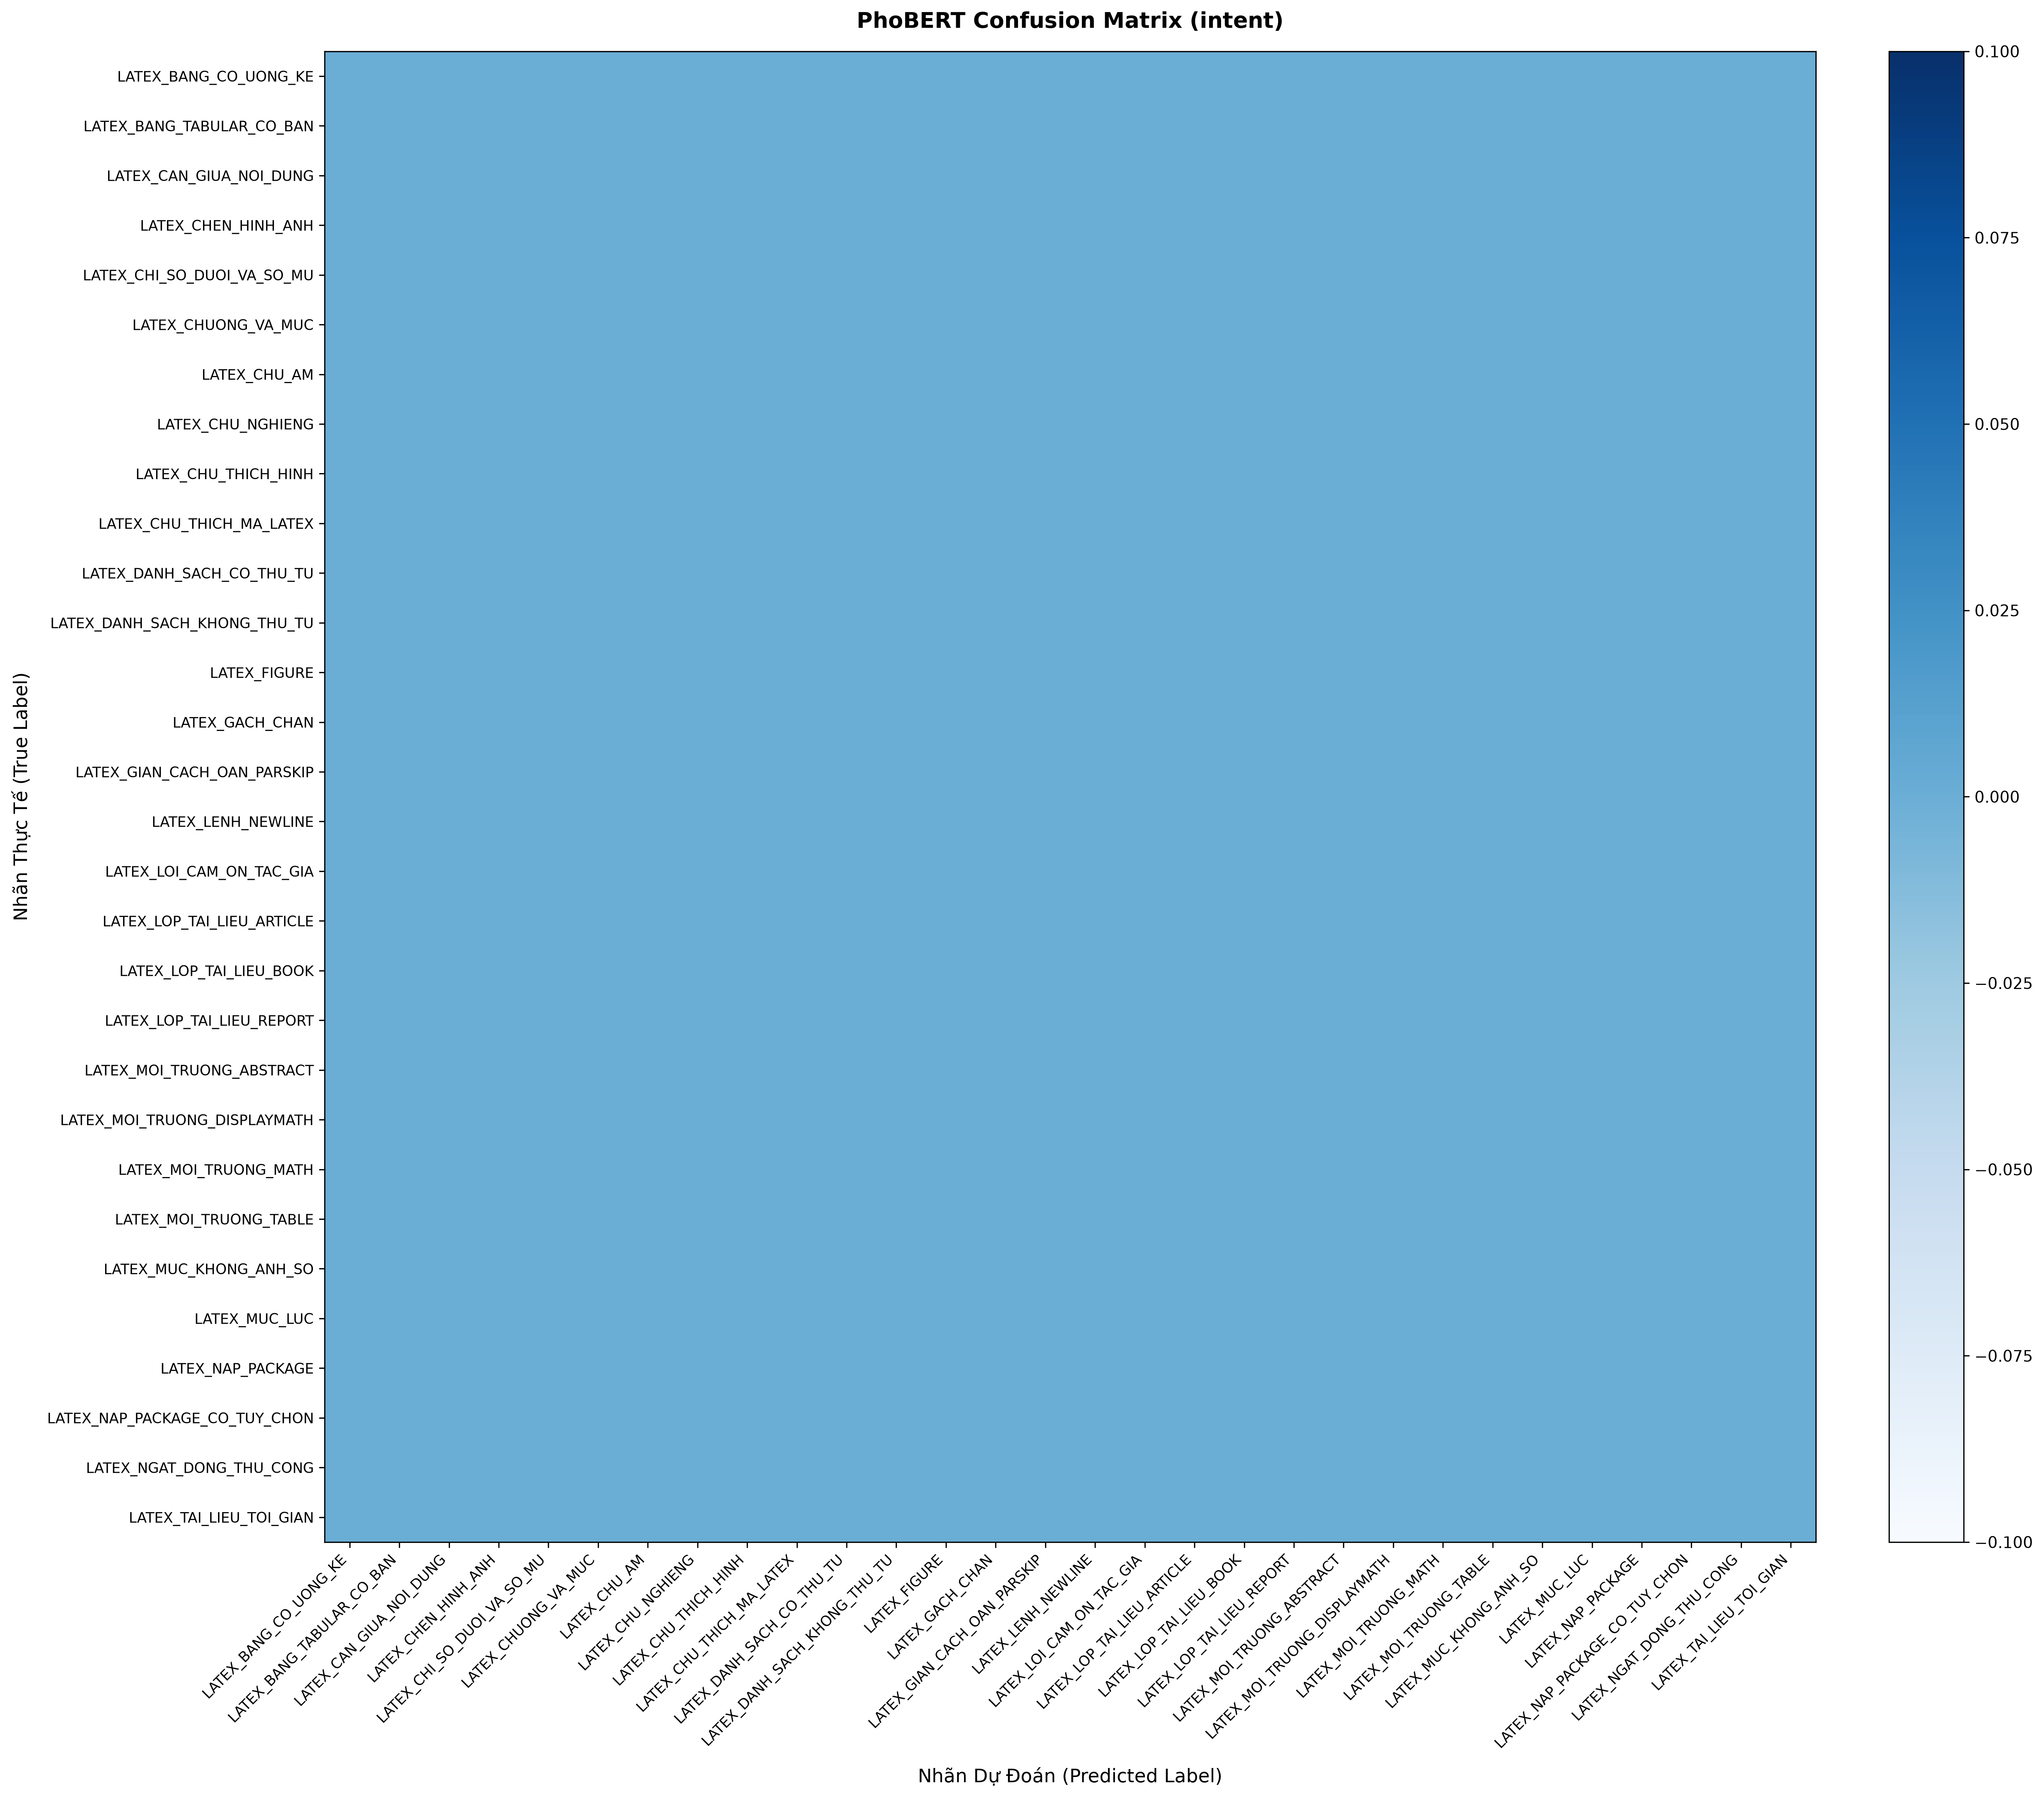 PhoBERT Confusion Matrix (intent)
Nhãn Thực Tế (True Label)
LATEX_BANG_CO_UONG_KE
LATEX_BANG_TABULAR_CO_BAN
LATEX_CAN_GIUA_NOI_DUNG
LATEX_CHEN_HINH_ANH
LATEX_CHI_SO_DUOI_VA_SO_MU
LATEX_CHUONG_VA_MUC
LATEX_CHU_AM
LATEX_CHU_NGHIENG
LATEX_CHU_THICH_HINH
LATEX_CHU_THICH_MA_LATEX
LATEX_DANH_SACH_CO_THU_TU
LATEX_DANH_SACH_KHONG_THU_TU
LATEX_FIGURE
LATEX_GACH_CHAN
LATEX_GIAN_CACH_OAN_PARSKIP
LATEX_LENH_NEWLINE
LATEX_LOI_CAM_ON_TAC_GIA
LATEX_LOP_TAI_LIEU_ARTICLE
LATEX_LOP_TAI_LIEU_BOOK
LATEX_LOP_TAI_LIEU_REPORT
LATEX_MOI_TRUONG_ABSTRACT
LATEX_MOI_TRUONG_DISPLAYMATH
LATEX_MOI_TRUONG_MATH
LATEX_MOI_TRUONG_TABLE
LATEX_MUC_KHONG_ANH_SO
LATEX_MUC_LUC
LATEX_NAP_PACKAGE
LATEX_NAP_PACKAGE_CO_TUY_CHON
LATEX_NGAT_DONG_THU_CONG
LATEX_TAI_LIEU_TOI_GIAN
LATEX_BANG_CO_UONG_KE
LATEX_BANG_TABULAR_CO_BAN
LATEX_CAN_GIUA_NOI_DUNG
LATEX_CHEN_HINH_ANH
LATEX_CHI_SO_DUOI_VA_SO_MU
LATEX_CHUONG_VA_MUC
LATEX_CHU_AM
LATEX_CHU_NGHIENG
LATEX_CHU_THICH_HINH
LATEX_CHU_THICH_MA_LATEX
LATEX_DANH_SACH_CO_THU_TU
LATEX_DANH_SACH_KHONG_THU_TU
LATEX_FIGURE
LATEX_GACH_CHAN
LATEX_GIAN_CACH_OAN_PARSKIP
LATEX_LENH_NEWLINE
LATEX_LOI_CAM_ON_TAC_GIA
LATEX_LOP_TAI_LIEU_ARTICLE
LATEX_LOP_TAI_LIEU_BOOK
LATEX_LOP_TAI_LIEU_REPORT
LATEX_MOI_TRUONG_ABSTRACT
LATEX_MOI_TRUONG_DISPLAYMATH
LATEX_MOI_TRUONG_MATH
LATEX_MOI_TRUONG_TABLE
LATEX_MUC_KHONG_ANH_SO
LATEX_MUC_LUC
LATEX_NAP_PACKAGE
LATEX_NAP_PACKAGE_CO_TUY_CHON
LATEX_NGAT_DONG_THU_CONG
LATEX_TAI_LIEU_TOI_GIAN
Nhãn Dự Đoán (Predicted Label)
0.100
0.075
0.050
0.025
0.000
−0.025
−0.050
−0.075
−0.100